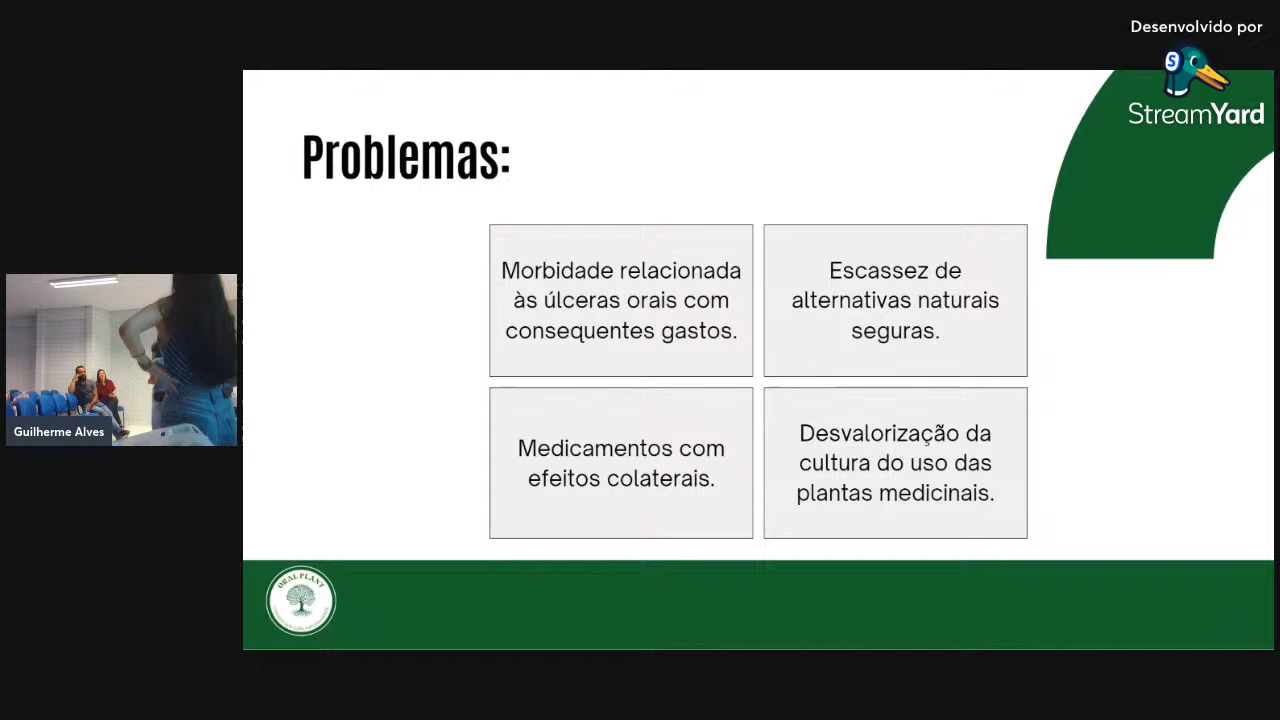 Desenvolvido por
StreamYard
Problemas:
Morbidade relacionada
às úlceras orais com
consequentes gastos.
Escassez de
alternativas naturais
seguras.
Medicamentos com
efeitos colaterais.
Desvalorização da
cultura do uso das
plantas medicinais.
Guilherme Alves
ORAL PLANT